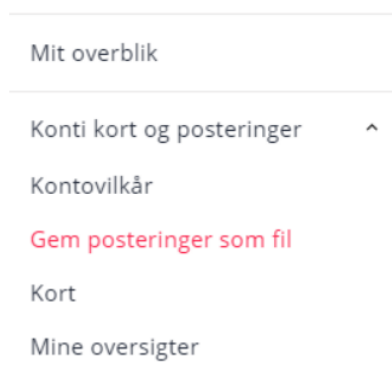 Mit overblik
Konti kort og posteringer
Kontovilkår
Gem posteringer som fil
Kort
Mine oversigter